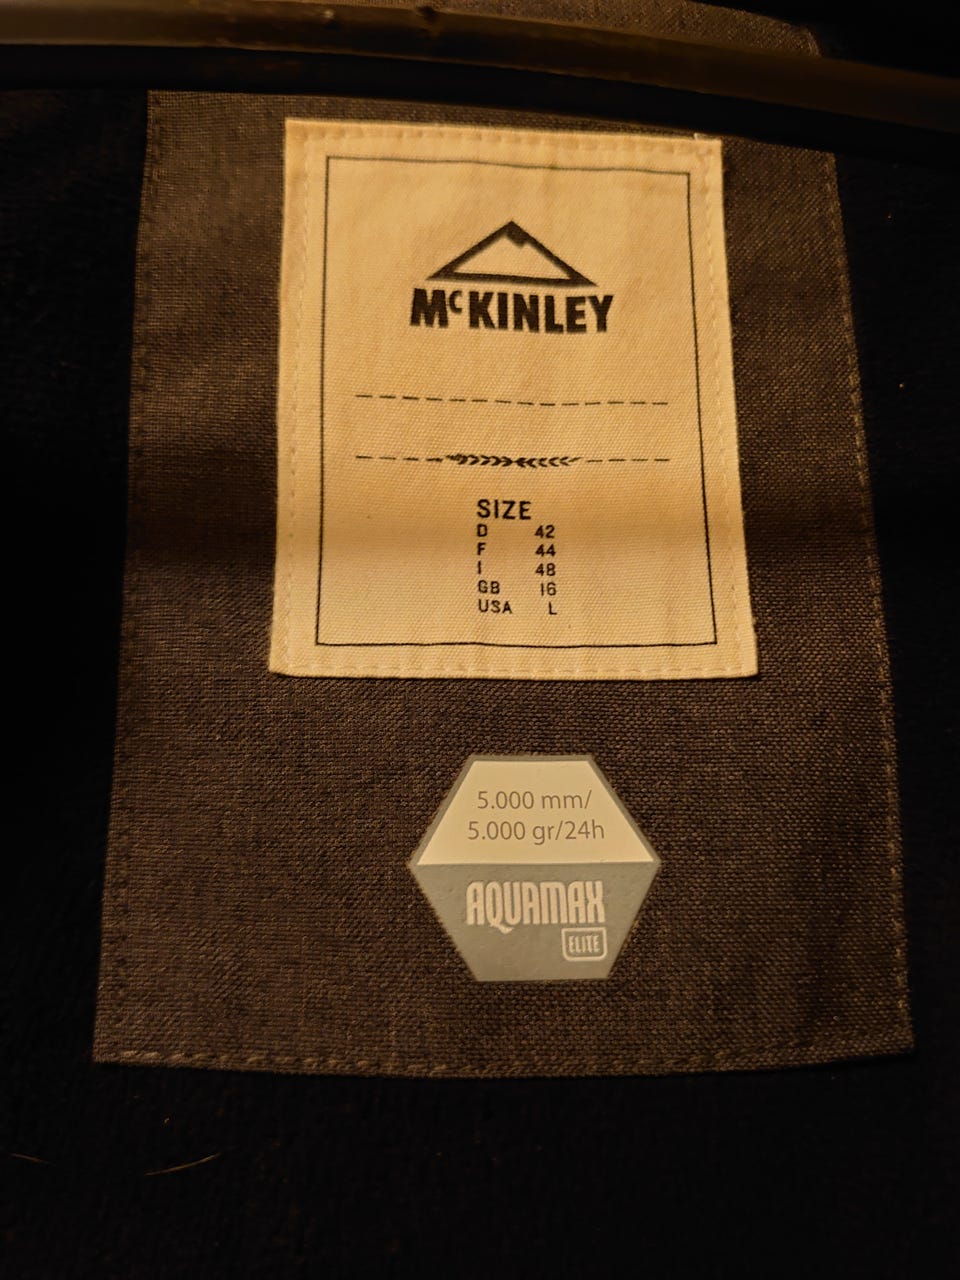 McKINLEY
SIZE
D 42
F 44
I 48
GB 16
USA L
5.000 mm/
5.000 gr/24h
AQUAMAX
ELITE